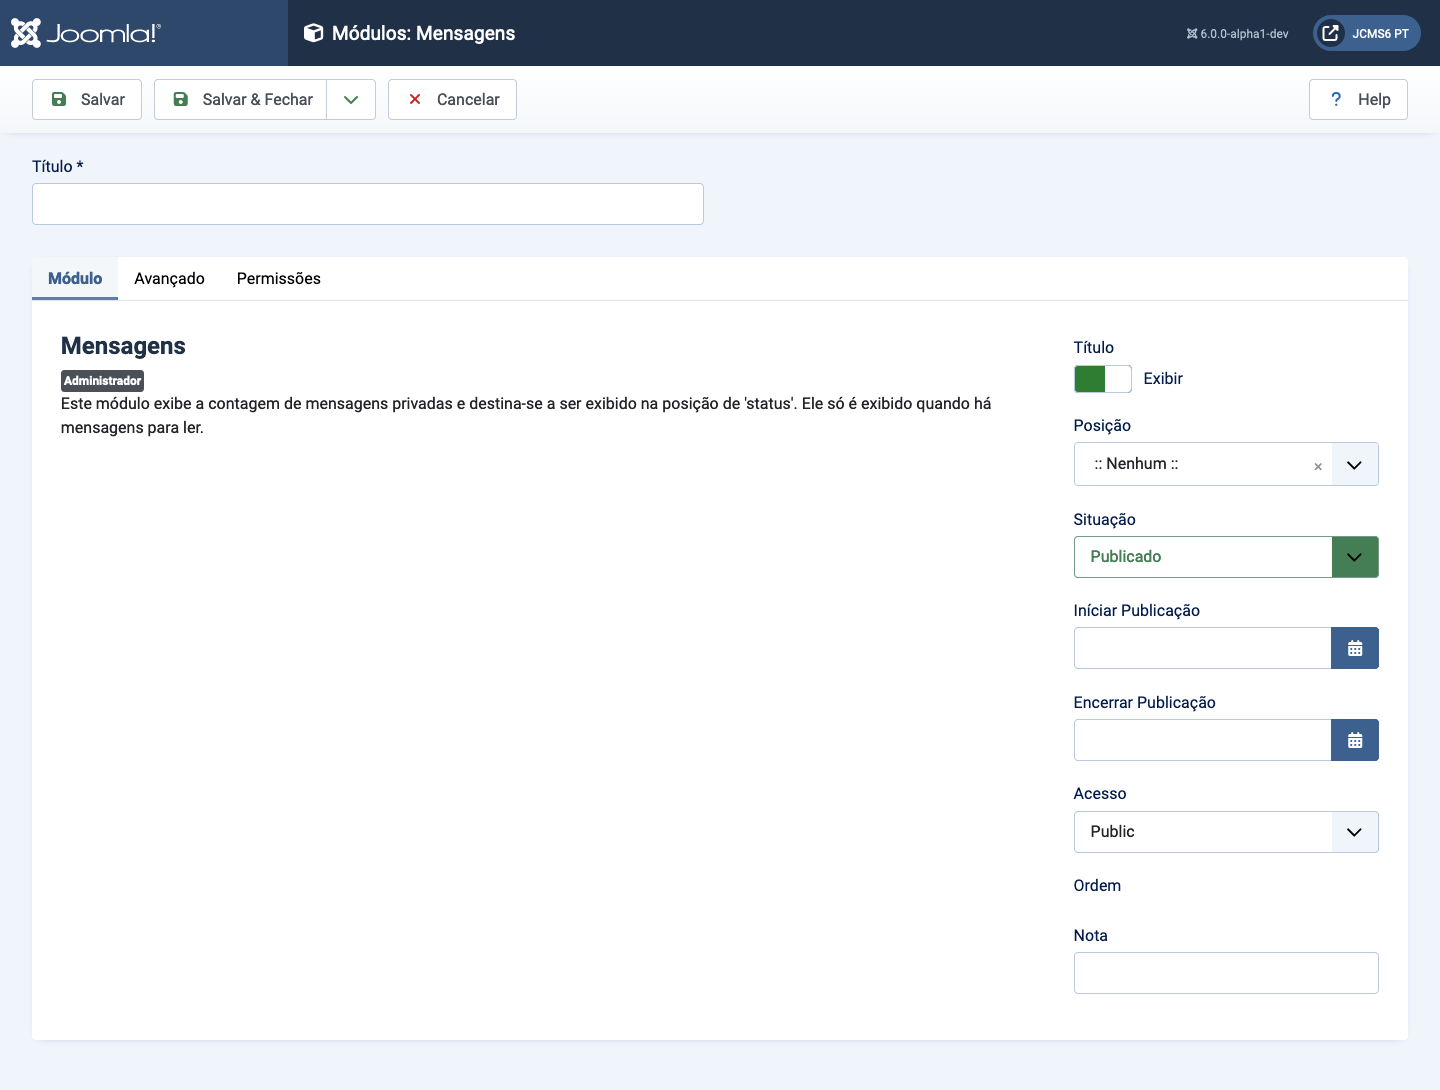 Joomla!®
Módulos: Mensagens
6.0.0-alpha1-dev
JCMS6 PT
Salvar
Salvar & Fechar
Cancelar
? Help
Título *
Módulo
Avançado
Permissões
Mensagens
Administrador
Este módulo exibe a contagem de mensagens privadas e destina-se a ser exibido na posição de 'status'. Ele só é exibido quando há
mensagens para ler.
Título
Exibir
Posição
:: Nenhum ::
×
Situação
Publicado
Iníciar Publicação
Encerrar Publicação
Acesso
Public
Ordem
Nota